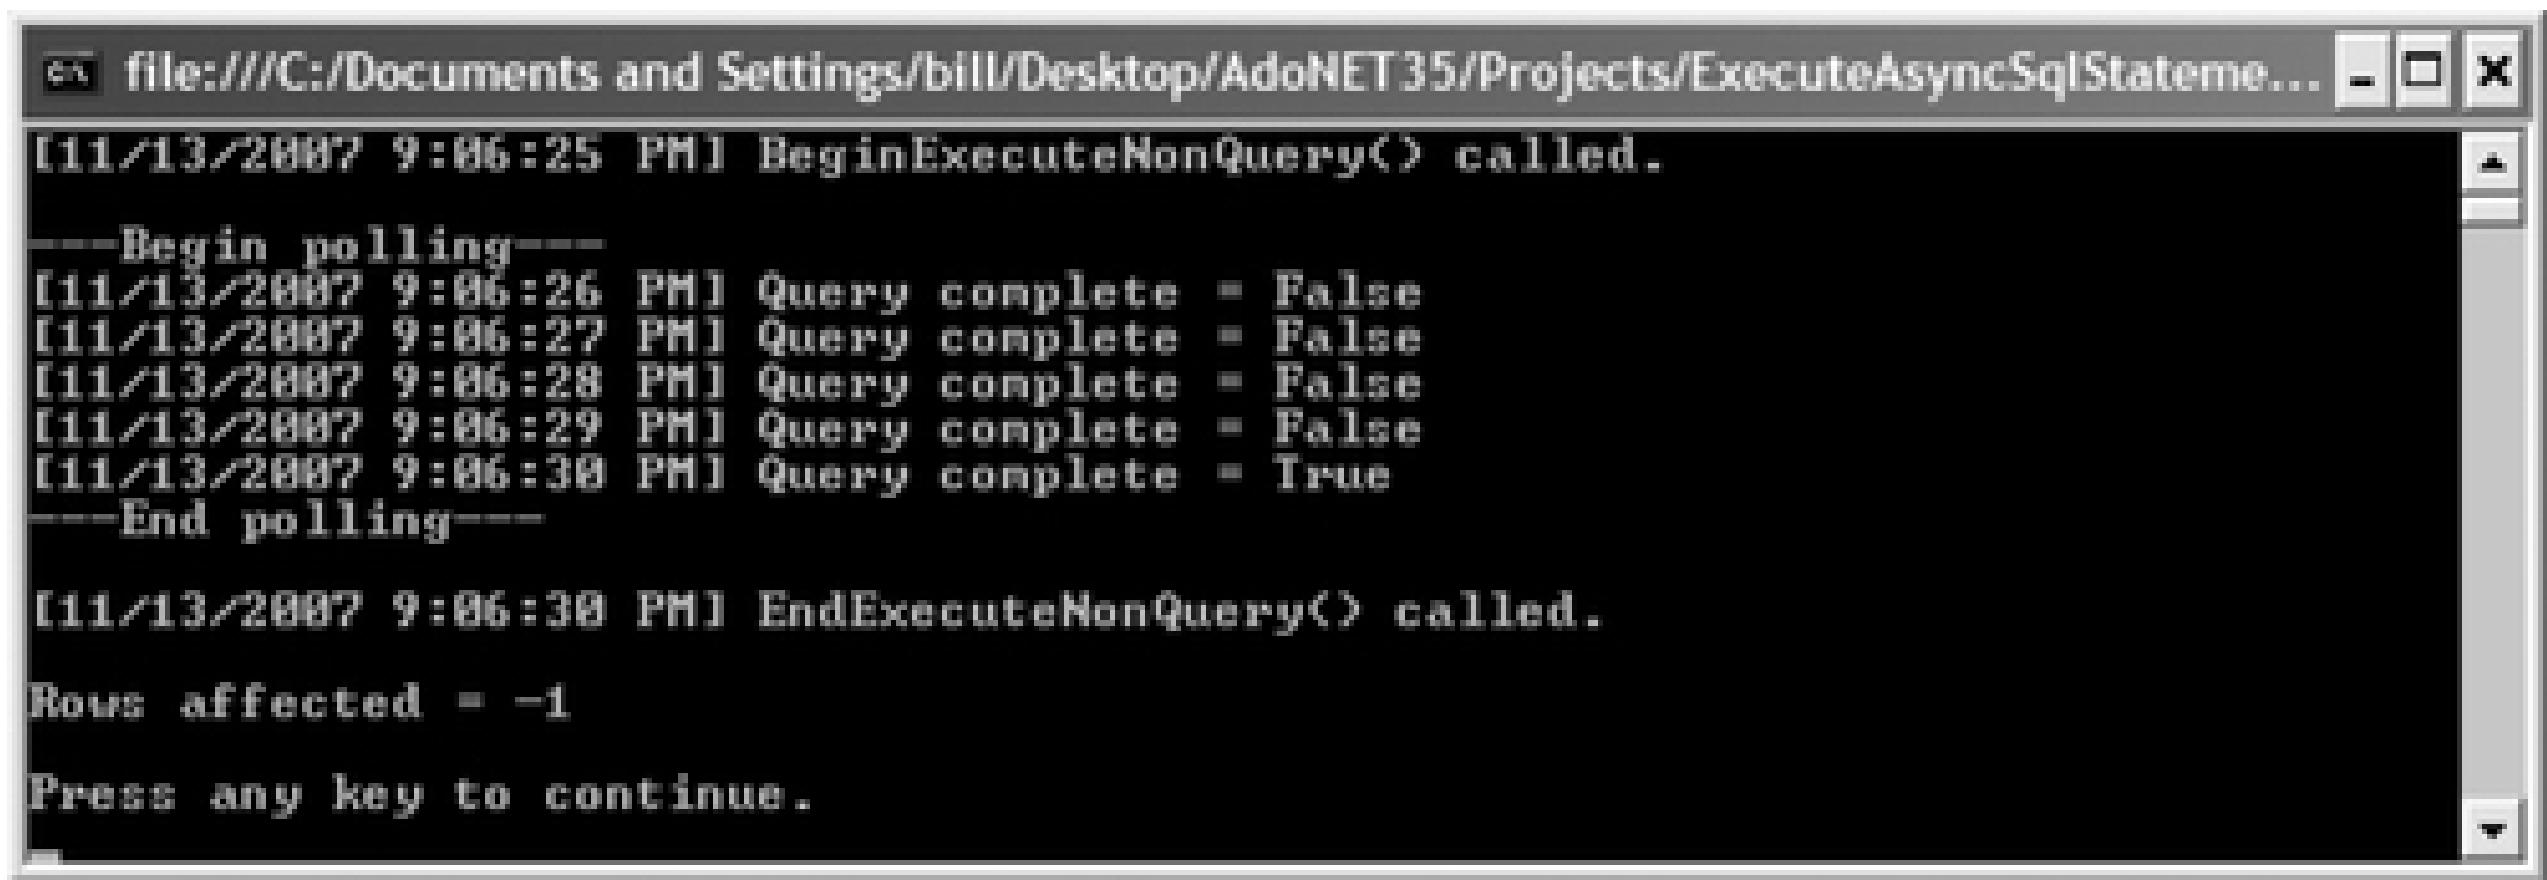 file:///C:/Documents and Settings/bill/Desktop/AdoNET35/Projects/ExecuteAsyncSqlStateme...
[11/13/2007 9:06:25 PM] BeginExecuteNonQuery() called.
---Begin polling---
[11/13/2007 9:06:26 PM] Query complete = False
[11/13/2007 9:06:27 PM] Query complete = False
[11/13/2007 9:06:28 PM] Query complete = False
[11/13/2007 9:06:29 PM] Query complete = False
[11/13/2007 9:06:30 PM] Query complete = True
---End polling---
[11/13/2007 9:06:30 PM] EndExecuteNonQuery() called.
Rows affected = -1
Press any key to continue.